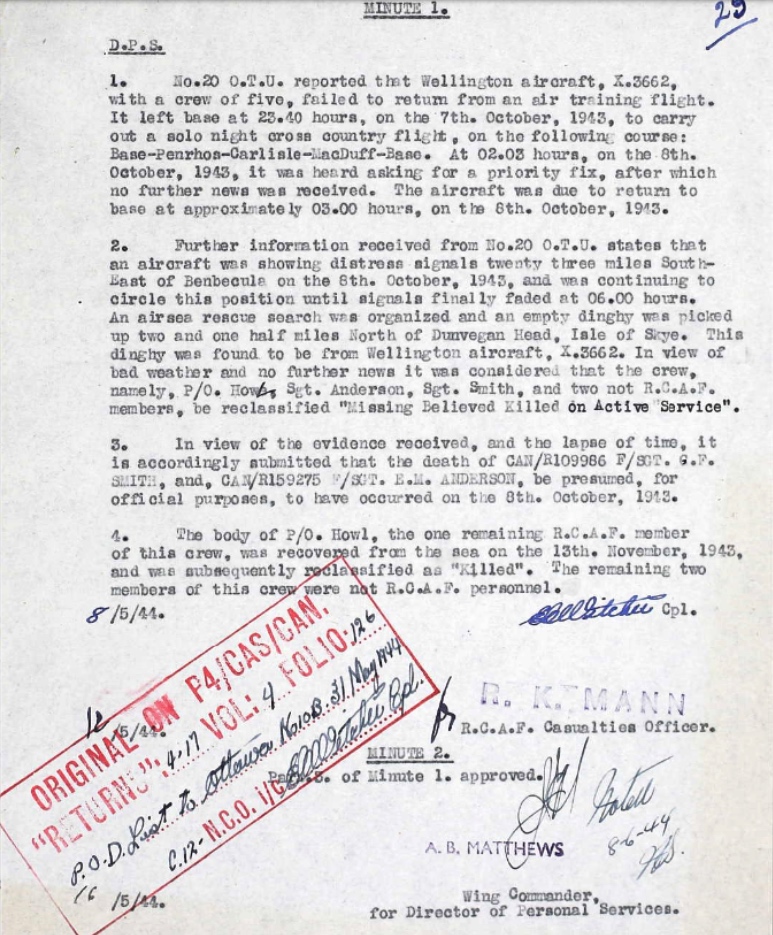 MINUTE 1.
29
D.P.S.
1. No.20 O.T.U. reported that Wellington aircraft, X.3662,
with a crew of five, failed to return from an air training flight.
It left base at 23.40 hours, on the 7th. October, 1943, to carry
out a solo night cross country flight, on the following course:
Base-Penrhos-Carlisle-MacDuff-Base. At 02.03 hours, on the 8th.
October, 1943, it was heard asking for a priority fix, after which
no further news was received. The aircraft was due to return to
base at approximately 03.00 hours, on the 8th. October, 1943.
2. Further information received from No.20 O.T.U. states that
an aircraft was showing distress signals twenty three miles South-
East of Benbecula on the 8th. October, 1943, and was continuing to
circle this position until signals finally faded at 06.00 hours.
An airsea rescue search was organized and an empty dinghy was picked
up two and one half miles North of Dunvegan Head, Isle of Skye. This
dinghy was found to be from Wellington aircraft, X.3662. In view of
bad weather and no further news it was considered that the crew,
namely, P/O. Howl, Sgt. Anderson, Sgt. Smith, and two not R.C.A.F.
members, be reclassified "Missing Believed Killed on Active Service".
3. In view of the evidence received, and the lapse of time, it
is accordingly submitted that the death of CAN/R109986 F/SGT. G.F.
SMITH, and, CAN/R159275 F/SGT. E.M. ANDERSON, be presumed, for
official purposes, to have occurred on the 8th. October, 1943.
4. The body of P/O. Howl, the one remaining R.C.A.F. member
of this crew, was recovered from the sea on the 13th. November, 1943,
and was subsequently reclassified as "Killed". The remaining two
members of this crew were not R.C.A.F. personnel.
8/5/44. Cpl.
ORIGINAL ON P4/CAS/CAN.
"RETURNS". 4-17 VOL: 4 FOLIO: 126
P.O.D. List to Ottawa No 10B. 31 May 1944
C.12- N.C.O. i/c Cpl.
R. K. MANN
12/5/44. for R.C.A.F. Casualties Officer.
MINUTE 2.
Para 3. of Minute 1. approved.
Noted
8-6-44
A. B. MATTHEWS
16/5/44. Wing Commander,
for Director of Personal Services.